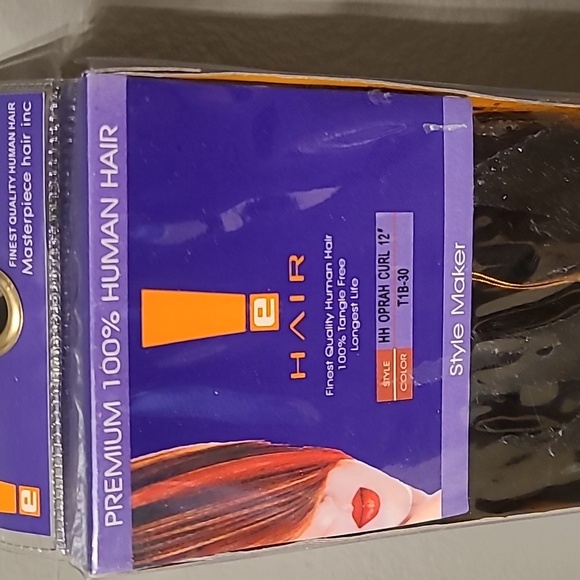 FINEST QUALITY HUMAN HAIR
Masterpiece hair inc
e
PREMIUM 100% HUMAN HAIR
e
HAIR
Finest Quality Human Hair
100% Tangle Free
Longest Life
STYLE HH OPRAH CURL 12"
COLOR T1B-30
Style Maker